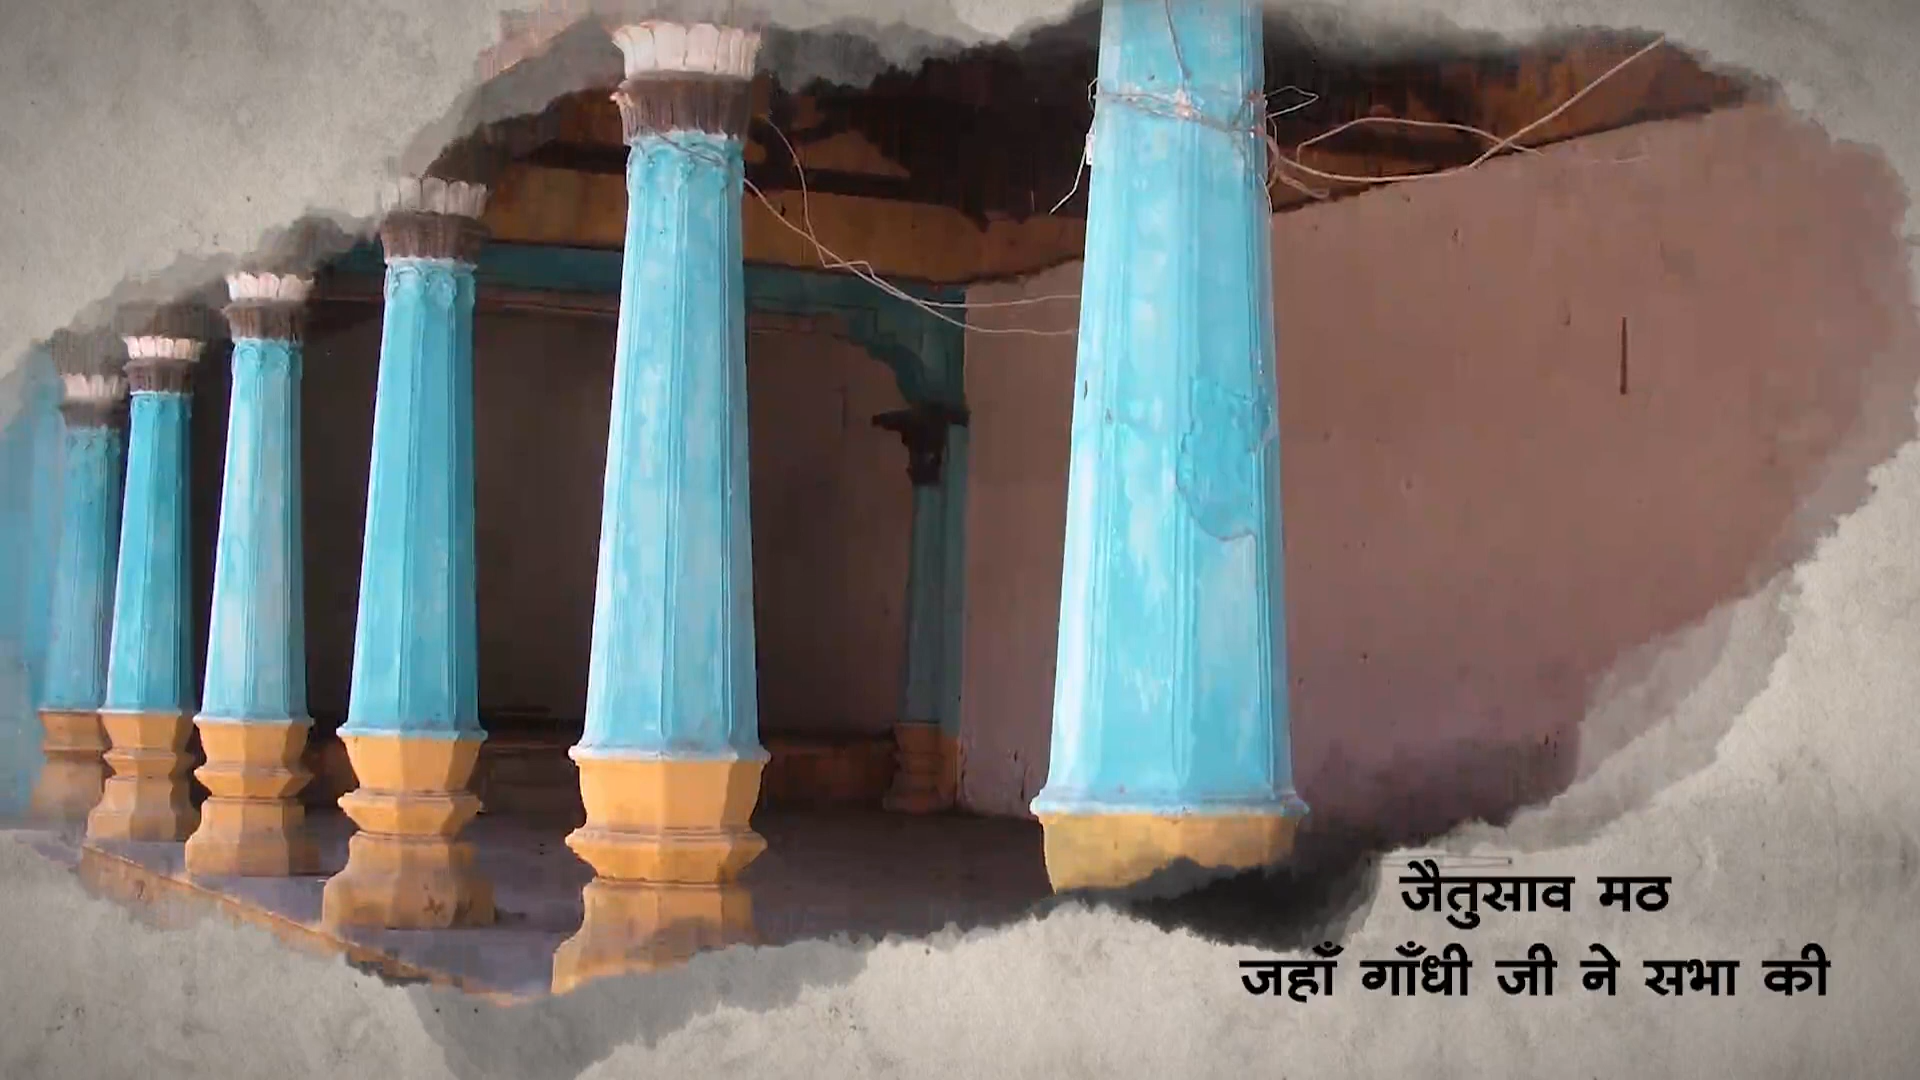 जैतुसाव मठ
जहाँ गाँधी जी ने सभा की